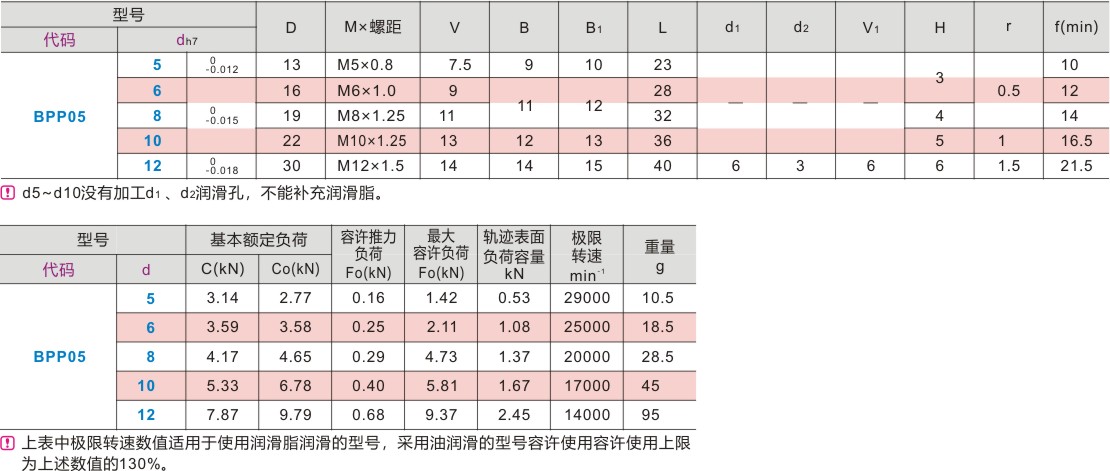 型号 D M×螺距 V B B1 L d1 d2 V1 H r f(min)
代码 dh7
BPP05
5 0 -0.012 13 M5×0.8 7.5 9 10 23 10
6 16 M6×1.0 9 28 3 0.5 12
8 0 -0.015 19 M8×1.25 11 11 12 32 — — — 4 14
10 22 M10×1.25 13 12 13 36 5 1 16.5
12 0 -0.018 30 M12×1.5 14 14 15 40 6 3 6 6 1.5 21.5
! d5~d10没有加工d1、d2润滑孔，不能补充润滑脂。
型号 基本额定负荷 容许推力负荷 Fo(kN) 最大容许负荷 Fo(kN) 轨迹表面负荷容量 kN 极限转速 min-1 重量 g
代码 d C(kN) Co(kN)
BPP05
5 3.14 2.77 0.16 1.42 0.53 29000 10.5
6 3.59 3.58 0.25 2.11 1.08 25000 18.5
8 4.17 4.65 0.29 4.73 1.37 20000 28.5
10 5.33 6.78 0.40 5.81 1.67 17000 45
12 7.87 9.79 0.68 9.37 2.45 14000 95
! 上表中极限转速数值适用于使用润滑脂润滑的型号，采用油润滑的型号容许使用容许使用上限
为上述数值的130%。